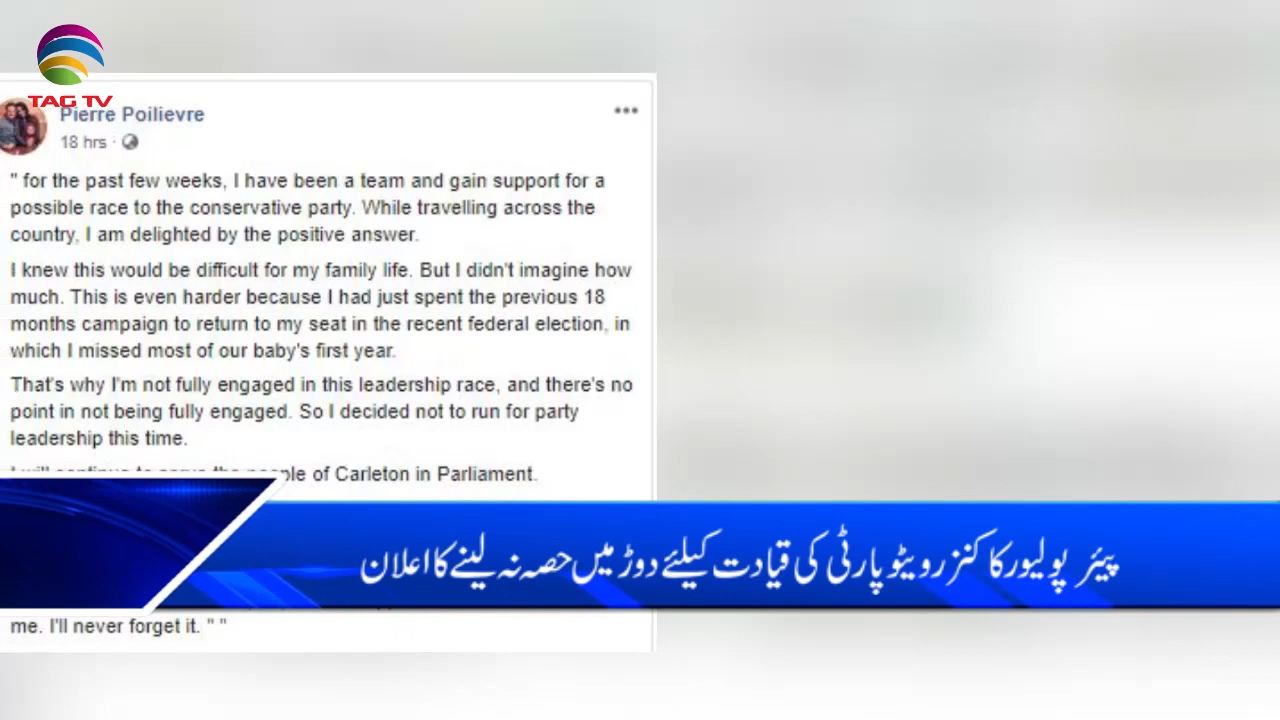 TAG TV
Pierre Poilievre
18 hrs ·
" for the past few weeks, I have been a team and gain support for a
possible race to the conservative party. While travelling across the
country, I am delighted by the positive answer.
I knew this would be difficult for my family life. But I didn't imagine how
much. This is even harder because I had just spent the previous 18
months campaign to return to my seat in the recent federal election, in
which I missed most of our baby's first year.
That's why I'm not fully engaged in this leadership race, and there's no
point in not being fully engaged. So I decided not to run for party
leadership this time.
I will continue to serve the people of Carleton in Parliament.
پیئر پولیور کا کنزرویٹو پارٹی کی قیادت کیلئے دوڑ میں حصہ نہ لینے کا اعلان
me. I'll never forget it. " "